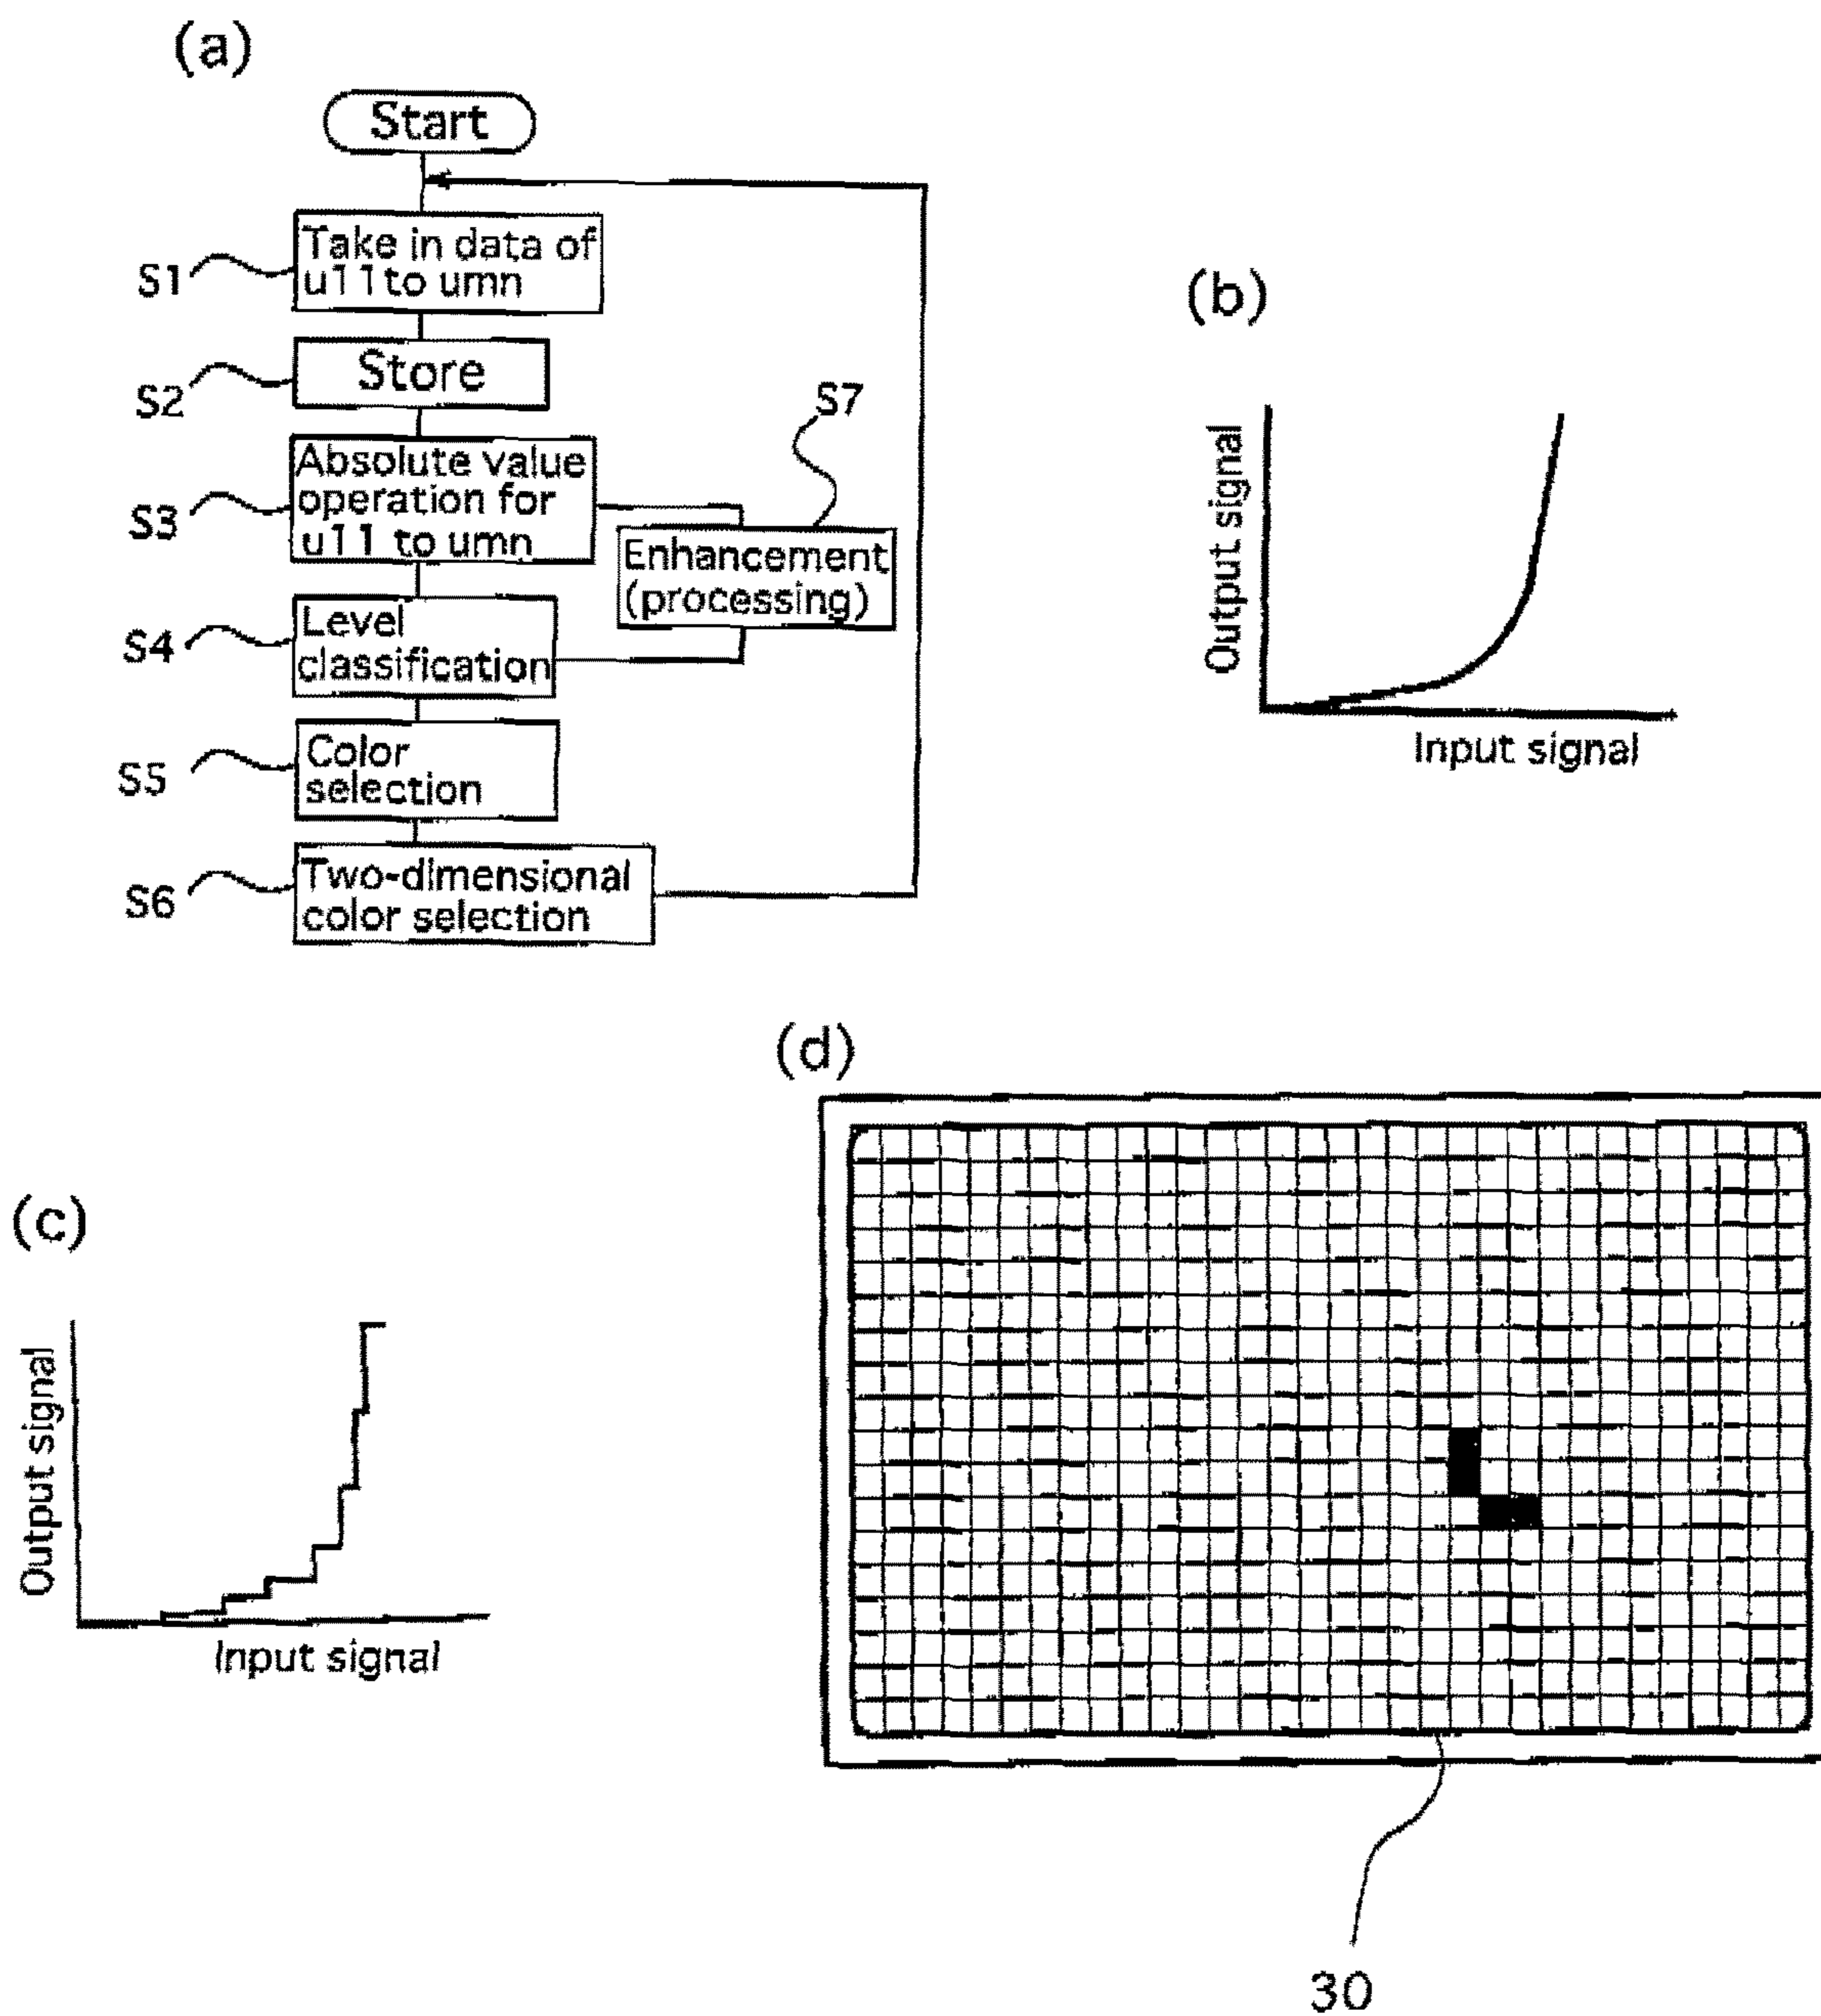 (a)
Start
S1
Take in data of
u11 to umn
S2
Store
S3
Absolute value
operation for
u11 to umn
S7
Enhancement
(processing)
S4
Level
classification
S5
Color
selection
S6
Two-dimensional
color selection
(b)
Output signal
Input signal
(c)
Output signal
Input signal
(d)
30